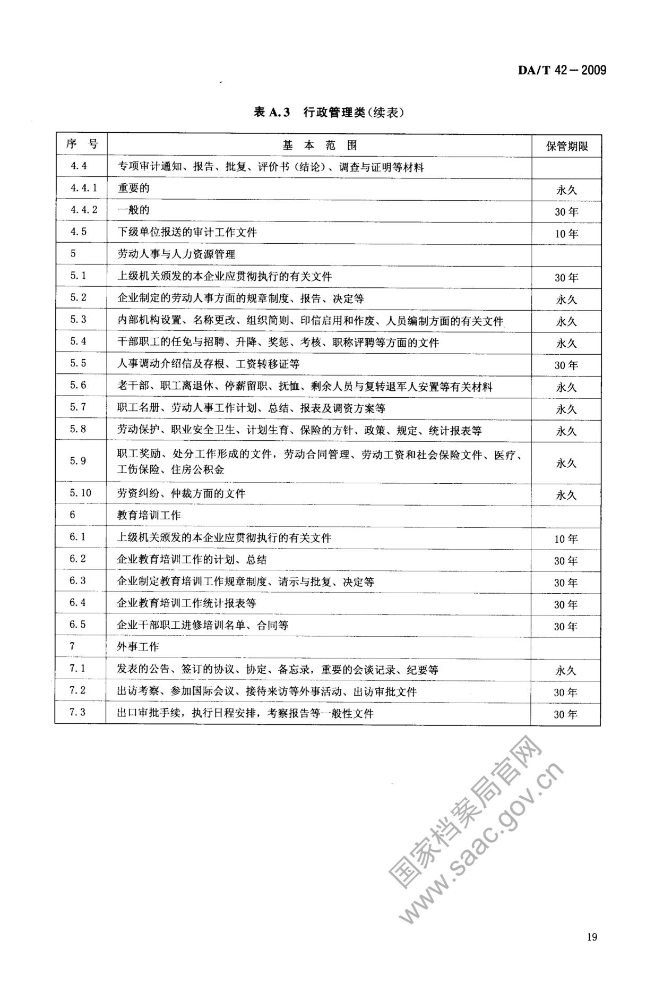 DA/T 42－2009
表 A.3 行政管理类(续表)
序 号 基 本 范 围 保管期限
4.4 专项审计通知、报告、批复、评价书（结论）、调查与证明等材料
4.4.1 重要的 永久
4.4.2 一般的 30年
4.5 下级单位报送的审计工作文件 10年
5 劳动人事与人力资源管理
5.1 上级机关颁发的本企业应贯彻执行的有关文件 30年
5.2 企业制定的劳动人事方面的规章制度、报告、决定等 永久
5.3 内部机构设置、名称更改、组织简则、印信启用和作废、人员编制方面的有关文件 永久
5.4 干部职工的任免与招聘、升降、奖惩、考核、职称评聘等方面的文件 永久
5.5 人事调动介绍信及存根、工资转移证等 30年
5.6 老干部、职工离退休、停薪留职、抚恤、剩余人员与复转退军人安置等有关材料 永久
5.7 职工名册、劳动人事工作计划、总结、报表及调资方案等 永久
5.8 劳动保护、职业安全卫生、计划生育、保险的方针、政策、规定、统计报表等 永久
5.9 职工奖励、处分工作形成的文件，劳动合同管理、劳动工资和社会保险文件、医疗、 永久
工伤保险、住房公积金
5.10 劳资纠纷、仲裁方面的文件 永久
6 教育培训工作
6.1 上级机关颁发的本企业应贯彻执行的有关文件 10年
6.2 企业教育培训工作的计划、总结 30年
6.3 企业制定教育培训工作规章制度、请示与批复、决定等 30年
6.4 企业教育培训工作统计报表等 30年
6.5 企业干部职工进修培训名单、合同等 30年
7 外事工作
7.1 发表的公告、签订的协议、协定、备忘录，重要的会谈记录、纪要等 永久
7.2 出访考察、参加国际会议、接待来访等外事活动、出访审批文件 30年
7.3 出口审批手续，执行日程安排，考察报告等一般性文件 30年
国家档案局官网
www.saac.gov.cn
19